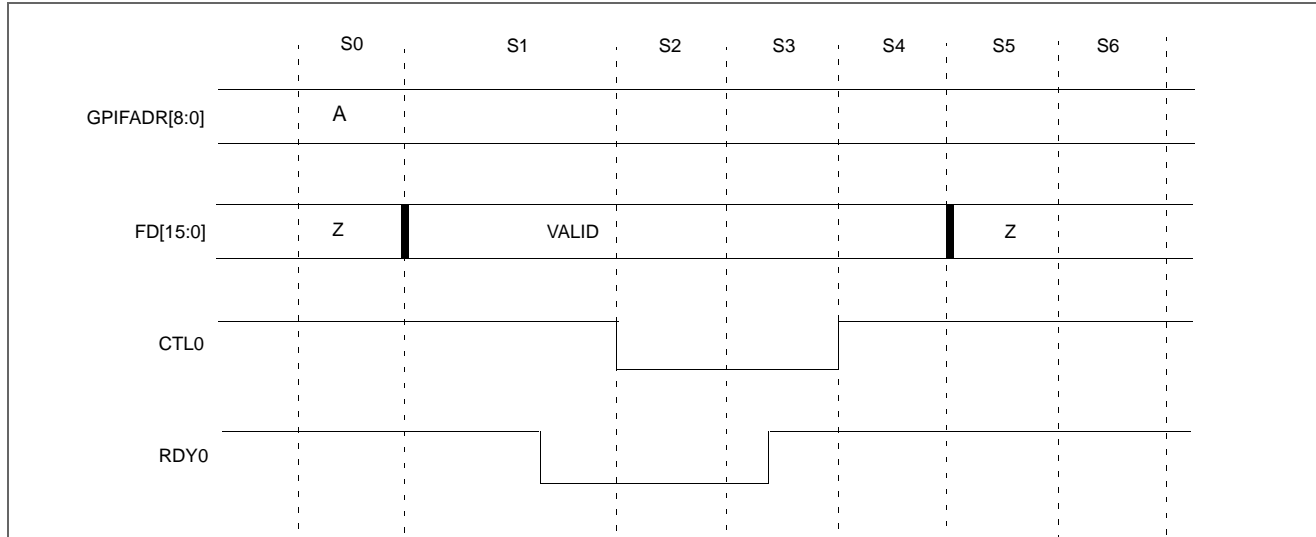 S0 S1 S2 S3 S4 S5 S6
GPIFADR[8:0] A
FD[15:0] Z VALID Z
CTL0
RDY0